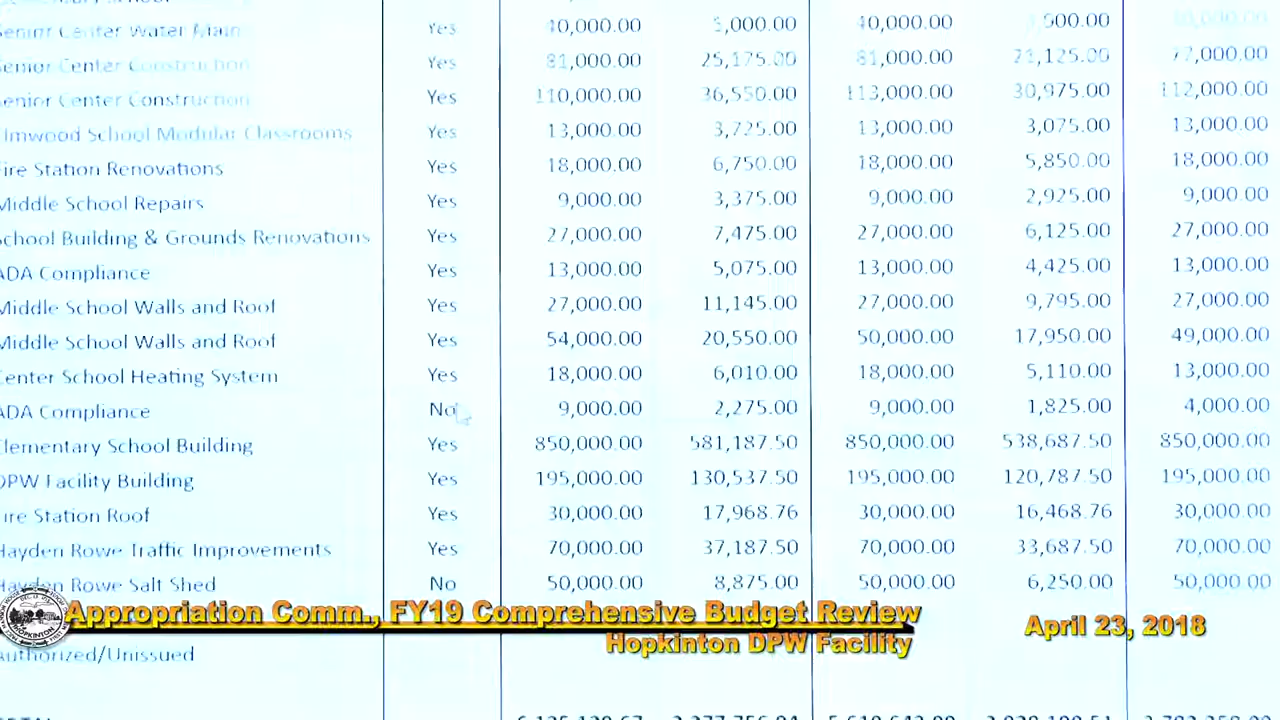 Senior Center Water Main Yes 40,000.00 40,000.00
Senior Center Construction Yes 81,000.00 25,175.00 81,000.00 21,125.00 77,000.00
Senior Center Construction Yes 110,000.00 36,550.00 113,000.00 30,975.00 112,000.00
Elmwood School Modular Classrooms Yes 13,000.00 3,725.00 13,000.00 3,075.00 13,000.00
Fire Station Renovations Yes 18,000.00 6,750.00 18,000.00 5,850.00 18,000.00
Middle School Repairs Yes 9,000.00 3,375.00 9,000.00 2,925.00 9,000.00
School Building & Grounds Renovations Yes 27,000.00 7,475.00 27,000.00 6,125.00 27,000.00
ADA Compliance Yes 13,000.00 5,075.00 13,000.00 4,425.00 13,000.00
Middle School Walls and Roof Yes 27,000.00 11,145.00 27,000.00 9,795.00 27,000.00
Middle School Walls and Roof Yes 54,000.00 20,550.00 50,000.00 17,950.00 49,000.00
Center School Heating System Yes 18,000.00 6,010.00 18,000.00 5,110.00 13,000.00
ADA Compliance No 9,000.00 2,275.00 9,000.00 1,825.00 4,000.00
Elementary School Building Yes 850,000.00 581,187.50 850,000.00 538,687.50 850,000.00
DPW Facility Building Yes 195,000.00 130,537.50 195,000.00 120,787.50 195,000.00
Fire Station Roof Yes 30,000.00 17,968.76 30,000.00 16,468.76 30,000.00
Hayden Rowe Traffic Improvements Yes 70,000.00 37,187.50 70,000.00 33,687.50 70,000.00
Hayden Rowe Salt Shed No 50,000.00 8,875.00 50,000.00 6,250.00 50,000.00
Appropriation Comm., FY19 Comprehensive Budget Review
Hopkinton DPW Facility
April 23, 2018
HOPKINTON
Authorized/Unissued